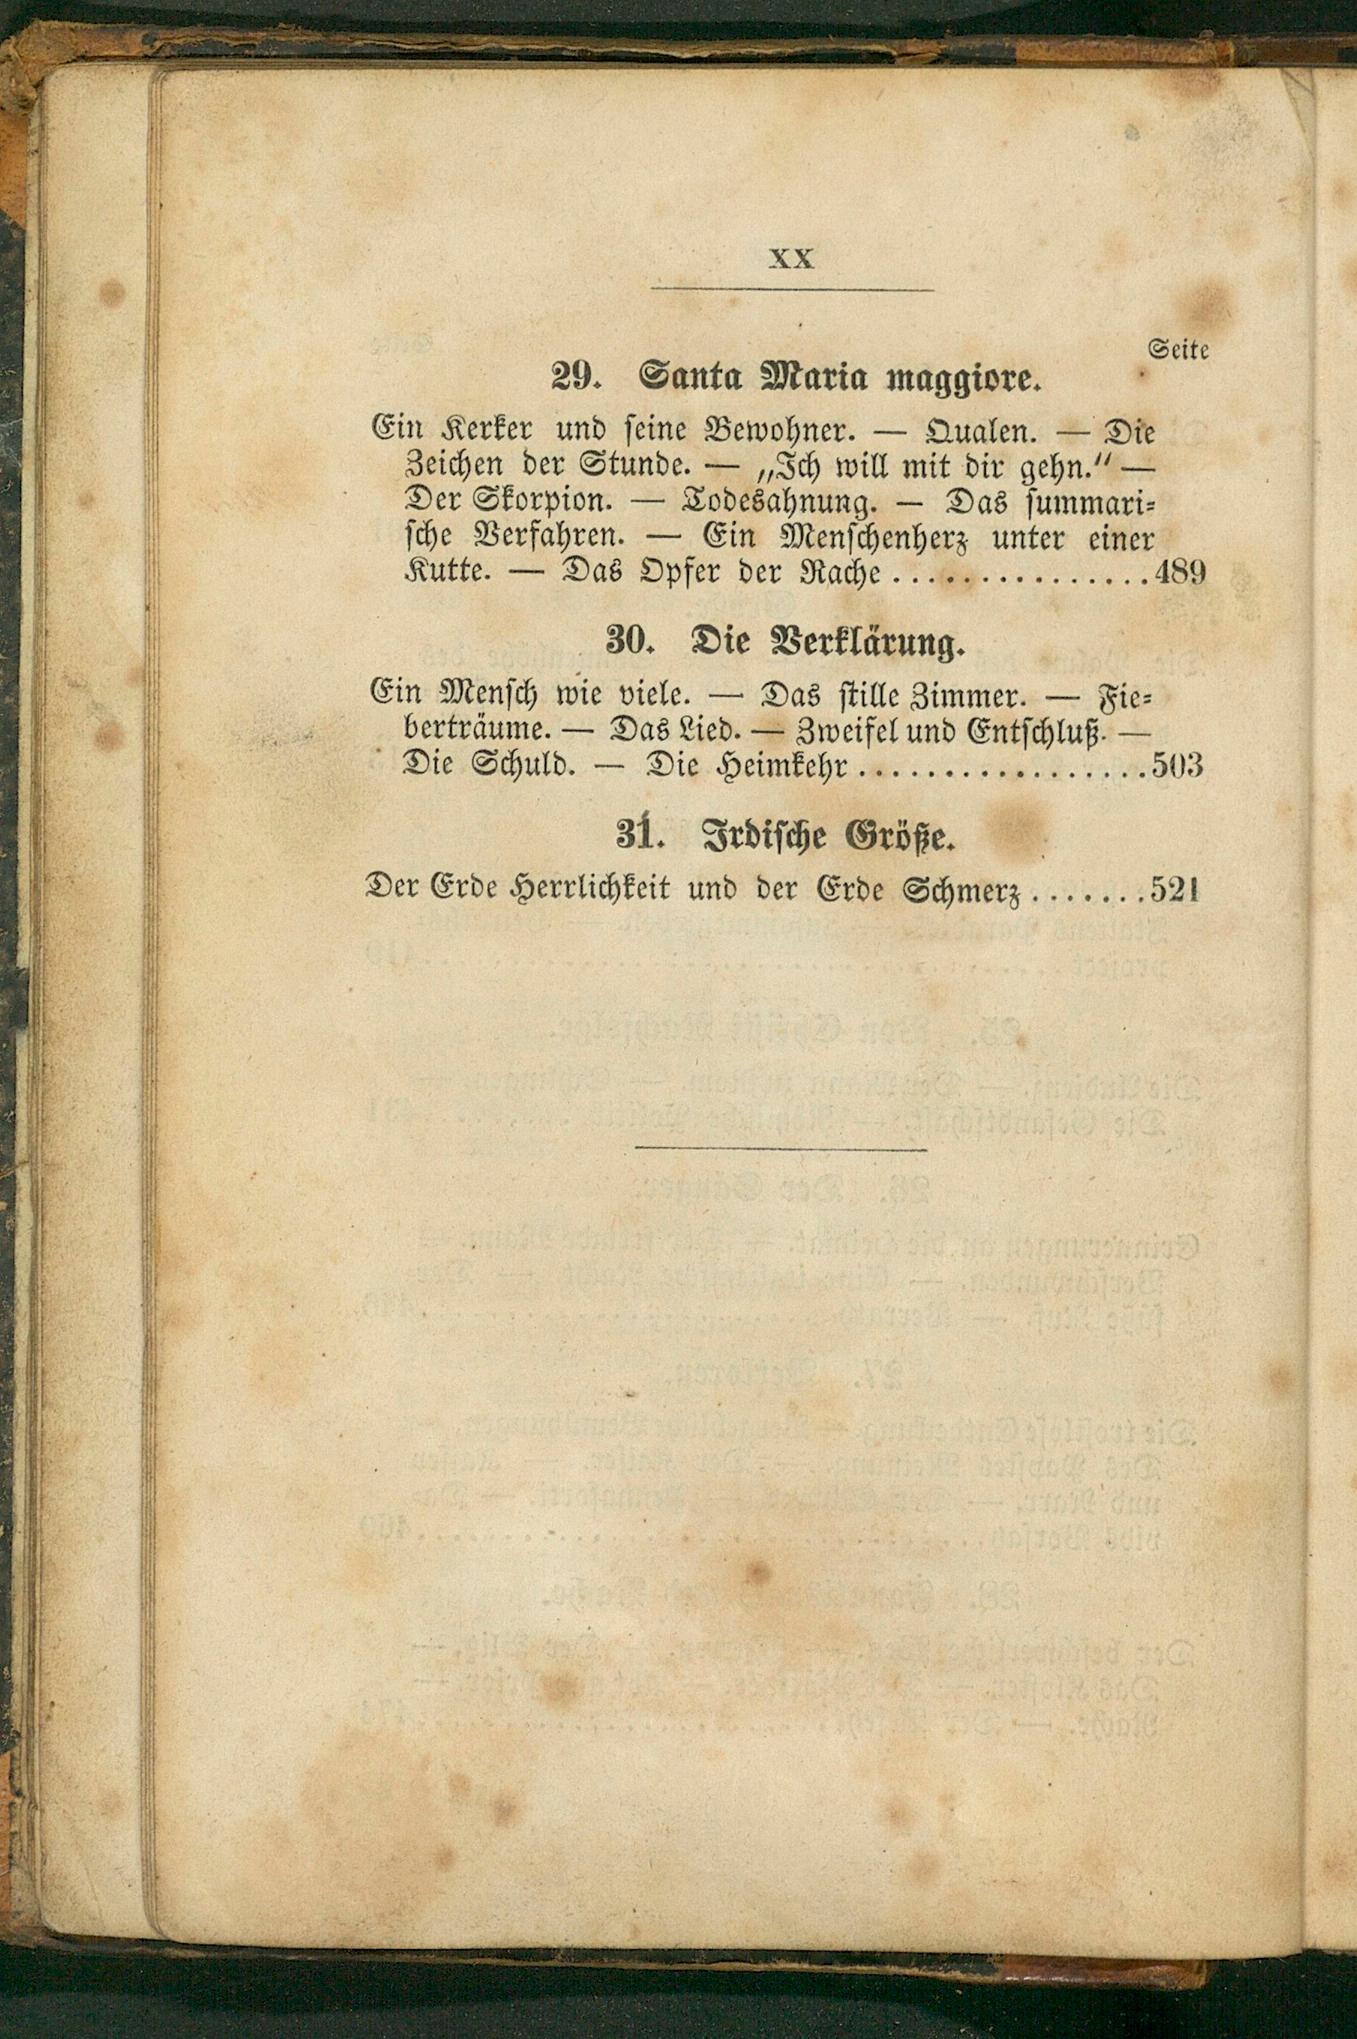 XX
Seite
29. Santa Maria maggiore.
Ein Kerker und seine Bewohner. — Qualen. — Die
Zeichen der Stunde. — „Ich will mit dir gehn.“ —
Der Skorpion. — Todesahnung. — Das summari-
sche Verfahren. — Ein Menschenherz unter einer
Kutte. — Das Opfer der Rache ............... 489
30. Die Verklärung.
Ein Mensch wie viele. — Das stille Zimmer. — Fie-
berträume. — Das Lied. — Zweifel und Entschluß. —
Die Schuld. — Die Heimkehr ................. 503
31. Irdische Größe.
Der Erde Herrlichkeit und der Erde Schmerz ....... 521